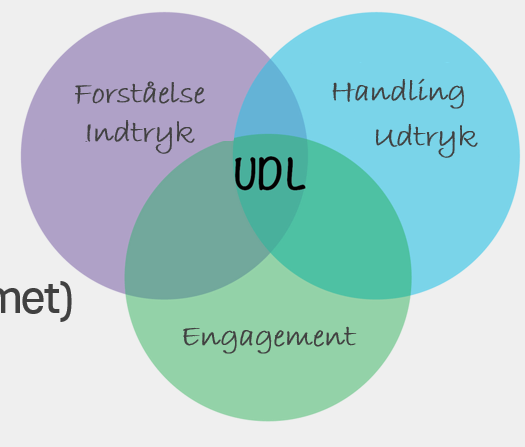 Forståelse
Indtryk
Handling
Udtryk
UDL
met)
Engagement